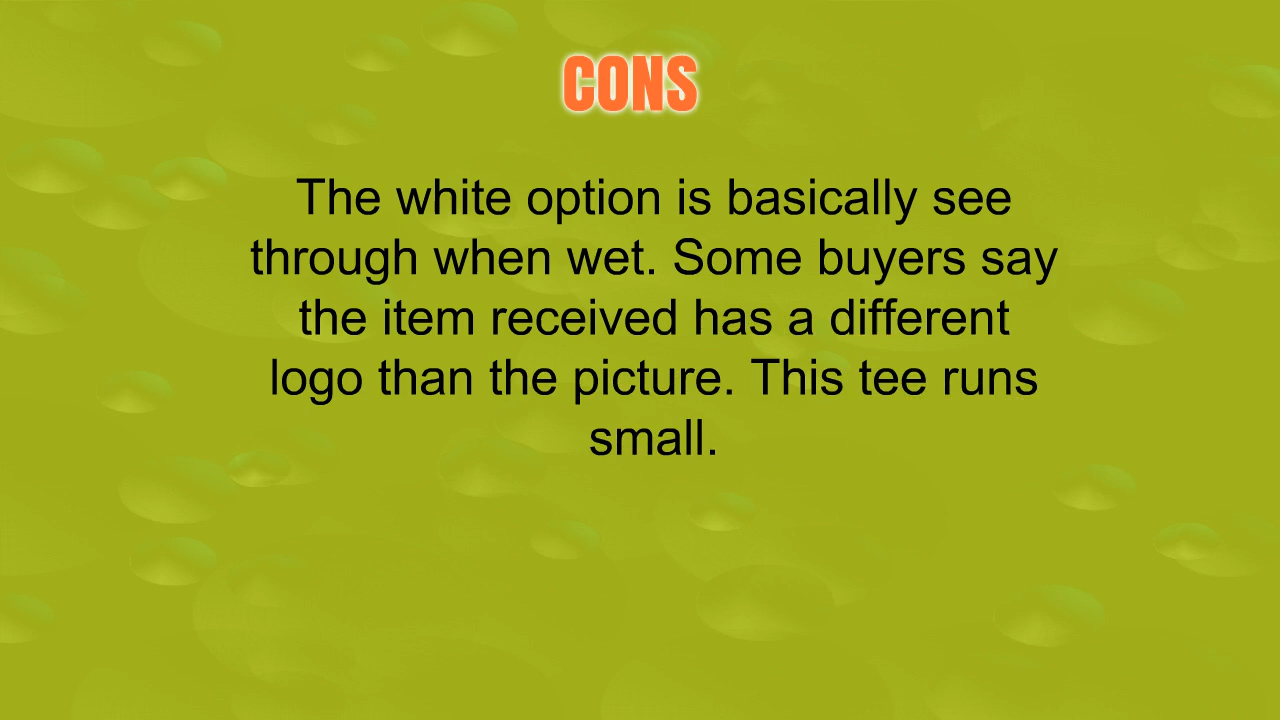 CONS
The white option is basically see
through when wet. Some buyers say
the item received has a different
logo than the picture. This tee runs
small.